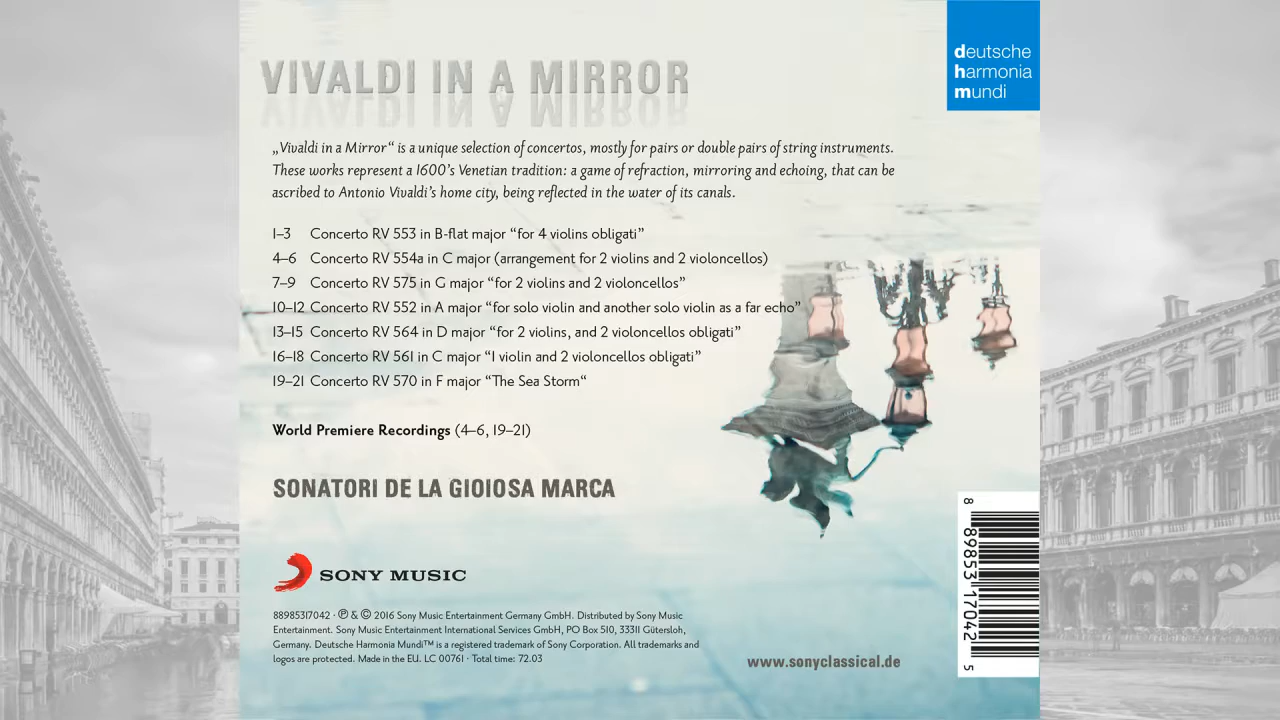 VIVALDI IN A MIRROR
deutsche
harmonia
mundi
„Vivaldi in a Mirror“ is a unique selection of concertos, mostly for pairs or double pairs of string instruments.
These works represent a 1600's Venetian tradition: a game of refraction, mirroring and echoing, that can be
ascribed to Antonio Vivaldi's home city, being reflected in the water of its canals.
1–3 Concerto RV 553 in B-flat major “for 4 violins obligati”
4–6 Concerto RV 554a in C major (arrangement for 2 violins and 2 violoncellos)
7–9 Concerto RV 575 in G major “for 2 violins and 2 violoncellos”
10–12 Concerto RV 552 in A major “for solo violin and another solo violin as a far echo”
13–15 Concerto RV 564 in D major “for 2 violins, and 2 violoncellos obligati”
16–18 Concerto RV 561 in C major “1 violin and 2 violoncellos obligati”
19–21 Concerto RV 570 in F major “The Sea Storm“
World Premiere Recordings (4–6, 19–21)
SONATORI DE LA GIOIOSA MARCA
SONY MUSIC
88985317042 · ℗ & © 2016 Sony Music Entertainment Germany GmbH. Distributed by Sony Music
Entertainment. Sony Music Entertainment International Services GmbH, PO Box 510, 33311 Gütersloh,
Germany. Deutsche Harmonia Mundi™ is a registered trademark of Sony Corporation. All trademarks and
logos are protected. Made in the EU. LC 00761 · Total time: 72.03
www.sonyclassical.de
8 89853 17042 5